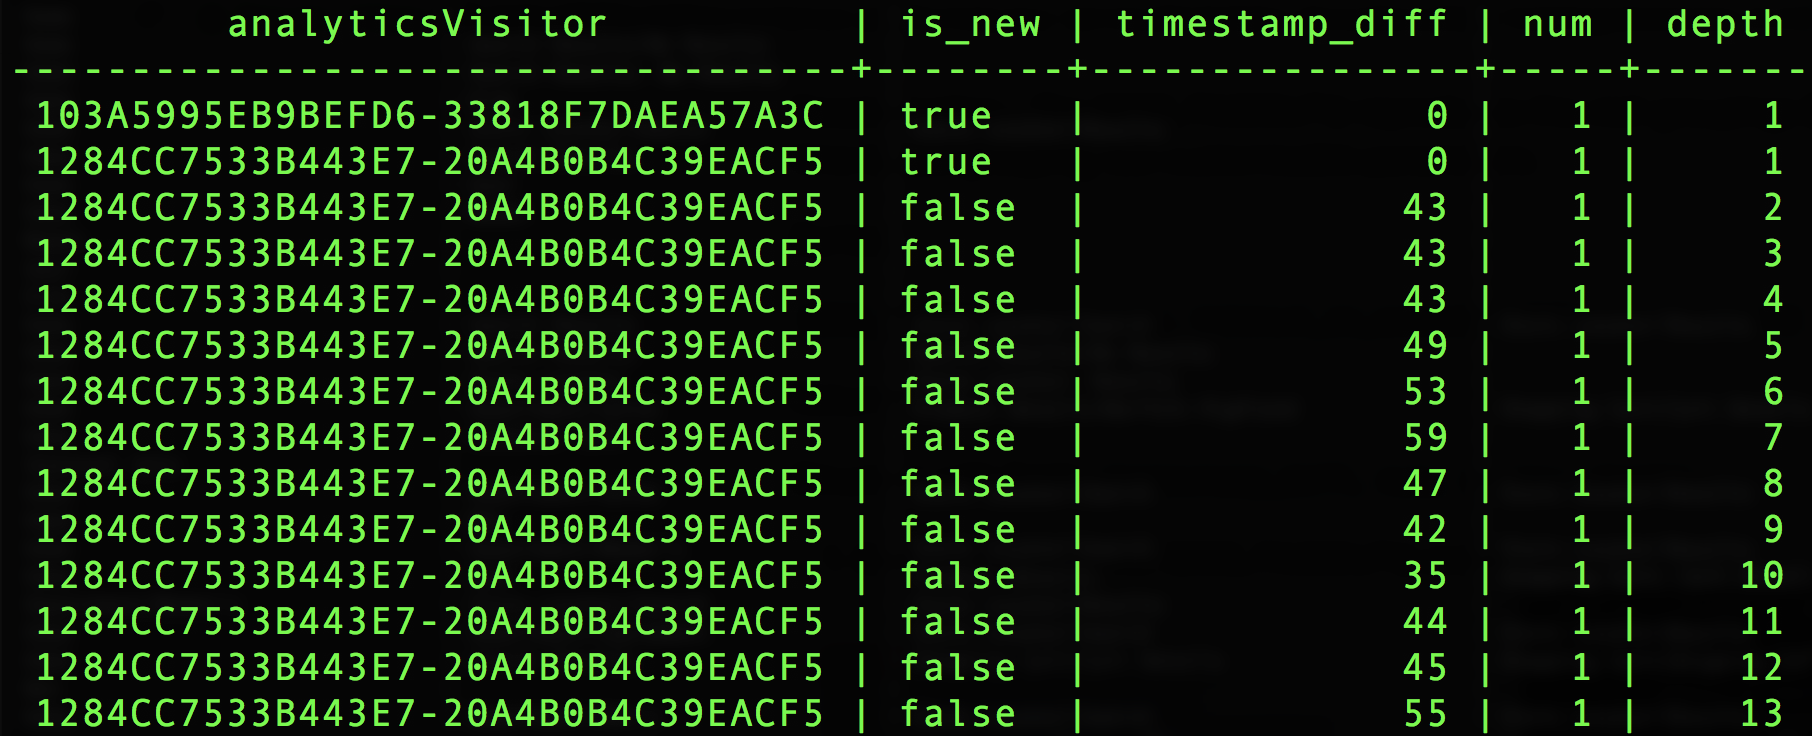 analyticsVisitor | is_new | timestamp_diff | num | depth
-----------------------------------+--------+----------------+-----+-------
103A5995EB9BEFD6-33818F7DAEA57A3C | true | 0 | 1 | 1
1284CC7533B443E7-20A4B0B4C39EACF5 | true | 0 | 1 | 1
1284CC7533B443E7-20A4B0B4C39EACF5 | false | 43 | 1 | 2
1284CC7533B443E7-20A4B0B4C39EACF5 | false | 43 | 1 | 3
1284CC7533B443E7-20A4B0B4C39EACF5 | false | 43 | 1 | 4
1284CC7533B443E7-20A4B0B4C39EACF5 | false | 49 | 1 | 5
1284CC7533B443E7-20A4B0B4C39EACF5 | false | 53 | 1 | 6
1284CC7533B443E7-20A4B0B4C39EACF5 | false | 59 | 1 | 7
1284CC7533B443E7-20A4B0B4C39EACF5 | false | 47 | 1 | 8
1284CC7533B443E7-20A4B0B4C39EACF5 | false | 42 | 1 | 9
1284CC7533B443E7-20A4B0B4C39EACF5 | false | 35 | 1 | 10
1284CC7533B443E7-20A4B0B4C39EACF5 | false | 44 | 1 | 11
1284CC7533B443E7-20A4B0B4C39EACF5 | false | 45 | 1 | 12
1284CC7533B443E7-20A4B0B4C39EACF5 | false | 55 | 1 | 13